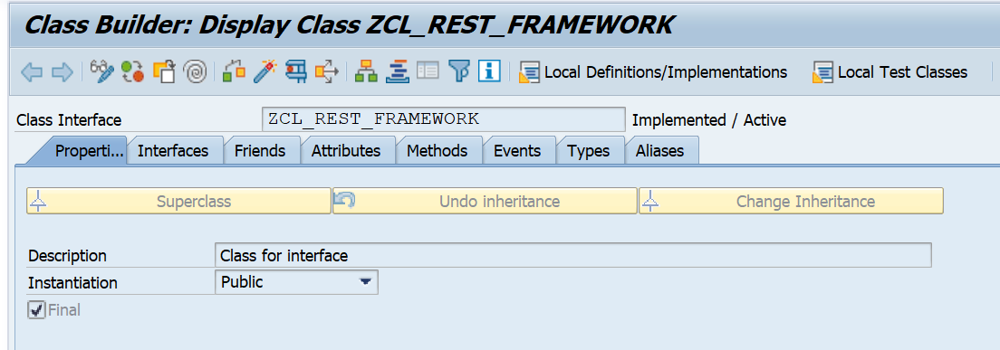 Class Builder: Display Class ZCL_REST_FRAMEWORK
Local Definitions/Implementations Local Test Classes
Class Interface ZCL_REST_FRAMEWORK Implemented / Active
Properti... Interfaces Friends Attributes Methods Events Types Aliases
Superclass Undo inheritance Change Inheritance
Description Class for interface
Instantiation Public
Final